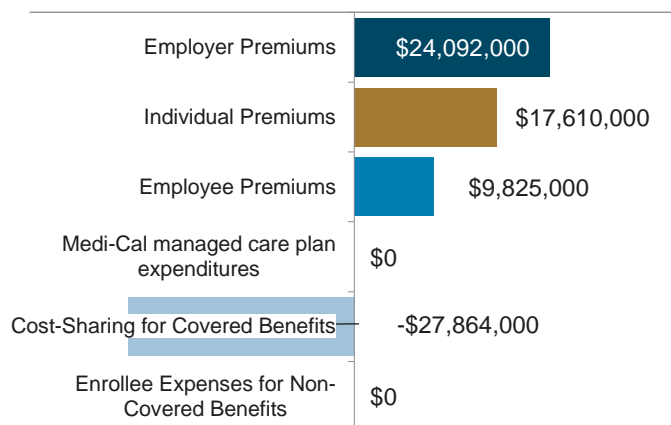 Employer Premiums
$24,092,000
Individual Premiums
$17,610,000
Employee Premiums
$9,825,000
Medi-Cal managed care plan
expenditures
$0
Cost-Sharing for Covered Benefits
-$27,864,000
Enrollee Expenses for Non-
Covered Benefits
$0